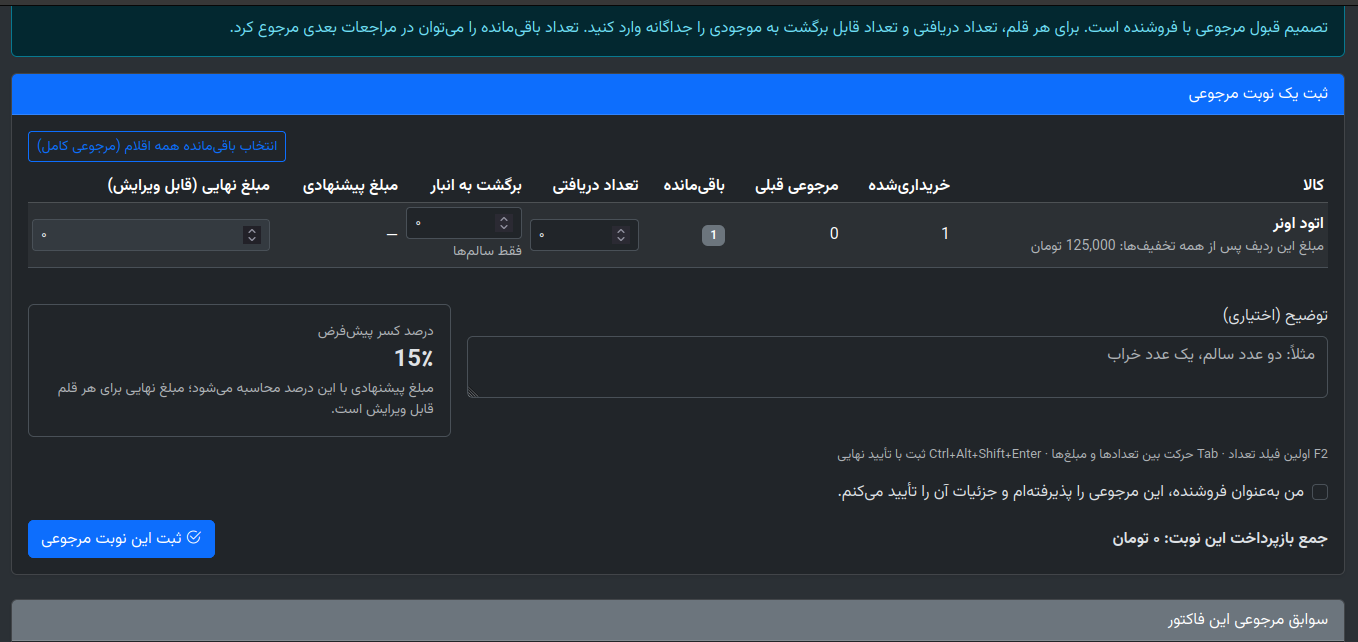 تصمیم قبول مرجوعی با فروشنده است. برای هر قلم، تعداد دریافتی و تعداد قابل برگشت به موجودی را جداگانه وارد کنید. تعداد باقی‌مانده را می‌توان در مراجعات بعدی مرجوع کرد.
ثبت یک نوبت مرجوعی
انتخاب باقی‌مانده همه اقلام (مرجوعی کامل)
کالا خریداری‌شده مرجوعی قبلی باقی‌مانده تعداد دریافتی برگشت به انبار مبلغ پیشنهادی مبلغ نهایی (قابل ویرایش)
اتود اونر 1 0 1 ۰ ۰ — ۰
مبلغ این ردیف پس از همه تخفیف‌ها: 125,000 تومان
فقط سالم‌ها
توضیح (اختیاری)
مثلاً: دو عدد سالم، یک عدد خراب
درصد کسر پیش‌فرض
15٪
مبلغ پیشنهادی با این درصد محاسبه می‌شود؛ مبلغ نهایی برای هر قلم
قابل ویرایش است.
F2 اولین فیلد تعداد · Tab حرکت بین تعدادها و مبلغ‌ها · Ctrl+Alt+Shift+Enter ثبت با تأیید نهایی
من به‌عنوان فروشنده، این مرجوعی را پذیرفته‌ام و جزئیات آن را تأیید می‌کنم.
جمع بازپرداخت این نوبت: ۰ تومان
ثبت این نوبت مرجوعی
سوابق مرجوعی این فاکتور